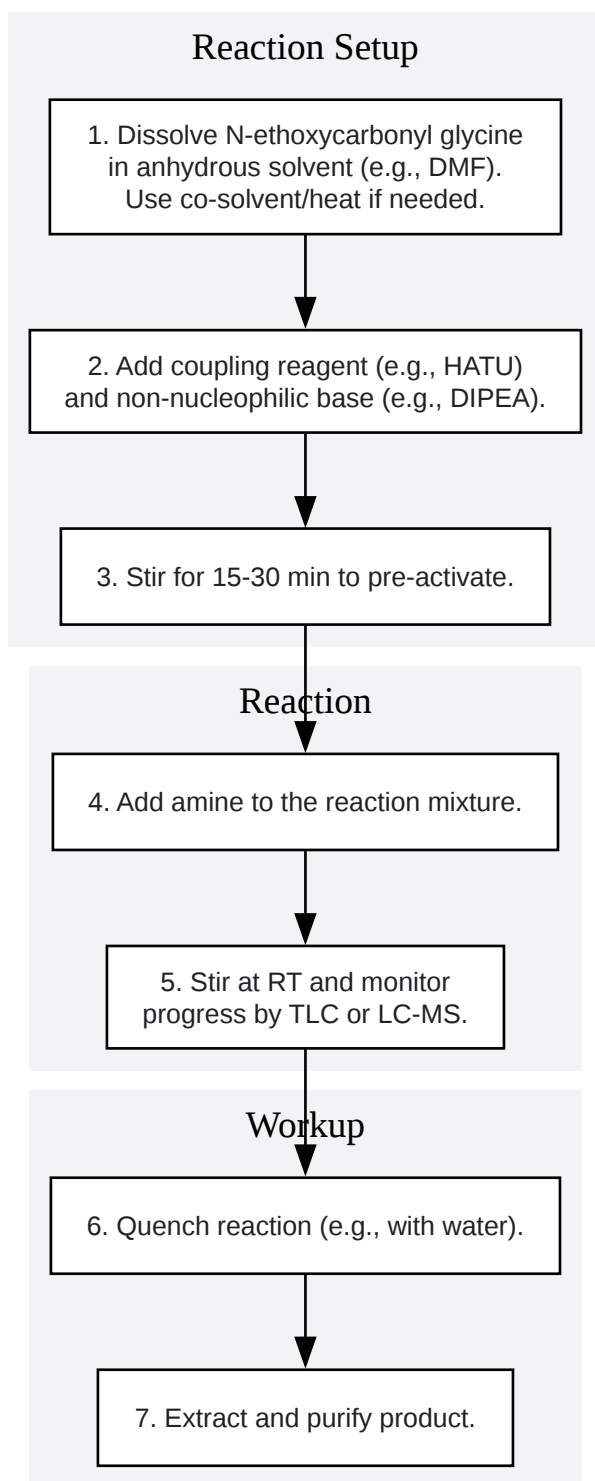 Reaction Setup
1. Dissolve N-ethoxycarbonyl glycine
in anhydrous solvent (e.g., DMF).
Use co-solvent/heat if needed.
2. Add coupling reagent (e.g., HATU)
and non-nucleophilic base (e.g., DIPEA).
3. Stir for 15-30 min to pre-activate.
Reaction
4. Add amine to the reaction mixture.
5. Stir at RT and monitor
progress by TLC or LC-MS.
Workup
6. Quench reaction (e.g., with water).
7. Extract and purify product.